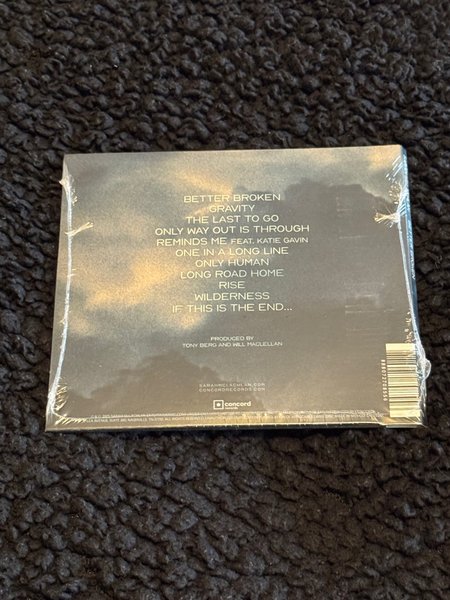 BETTER BROKEN
GRAVITY
THE LAST TO GO
ONLY WAY OUT IS THROUGH
REMINDS ME FEAT. KATIE GAVIN
ONE IN A LONG LINE
ONLY HUMAN
LONG ROAD HOME
RISE
WILDERNESS
IF THIS IS THE END...
PRODUCED BY
TONY BERG AND WILL MACLELLAN
SARAHMCLACHLAN.COM
CONCORDRECORDS.COM
concord